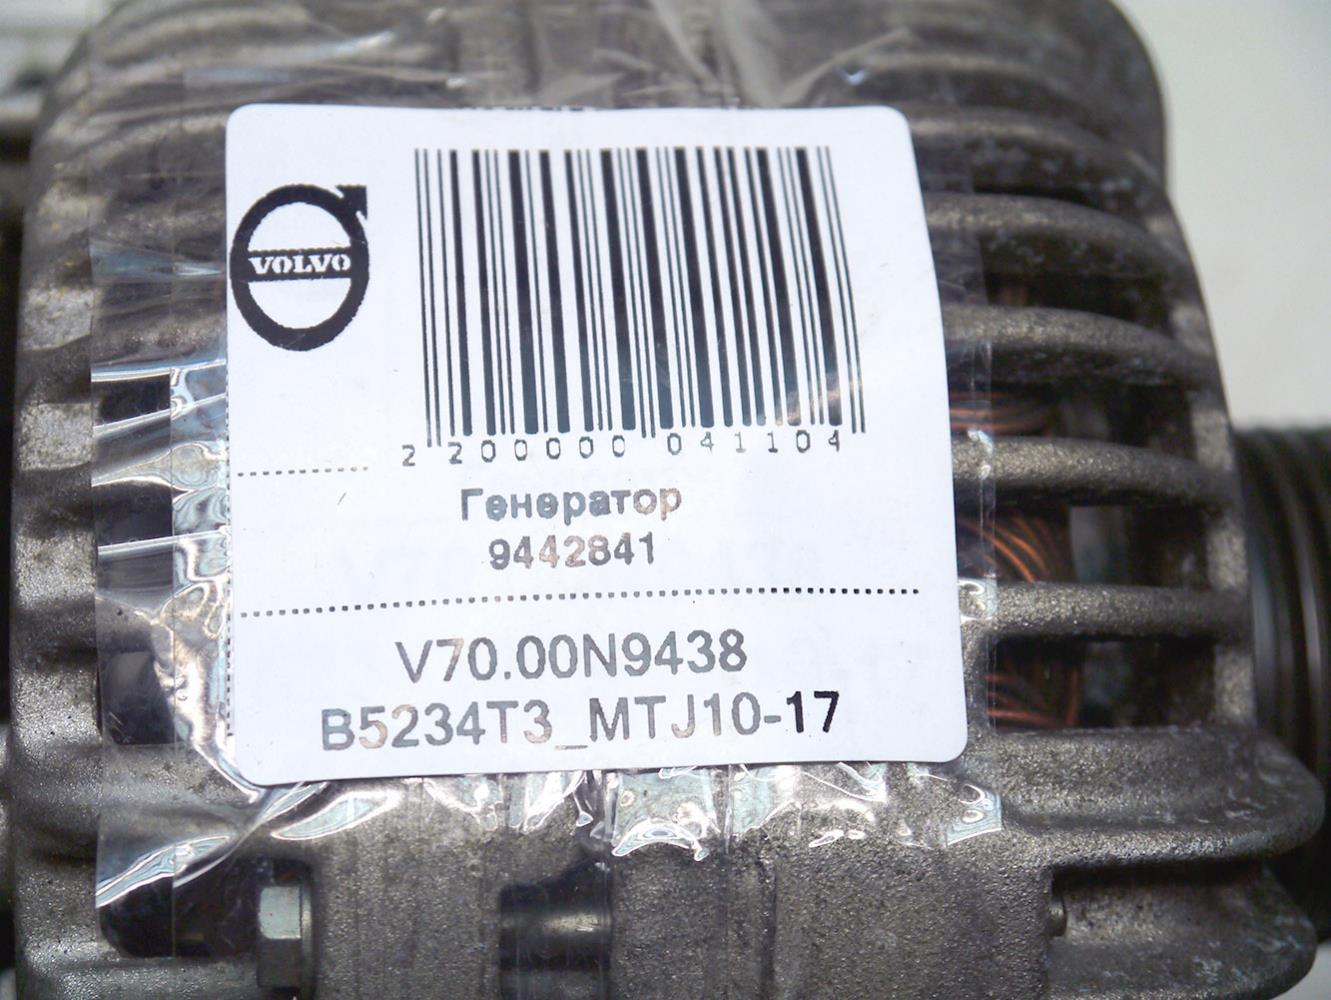 VOLVO
2 200000 041104
Генератор
9442841
V70.00N9438
B5234T3_MTJ10-17